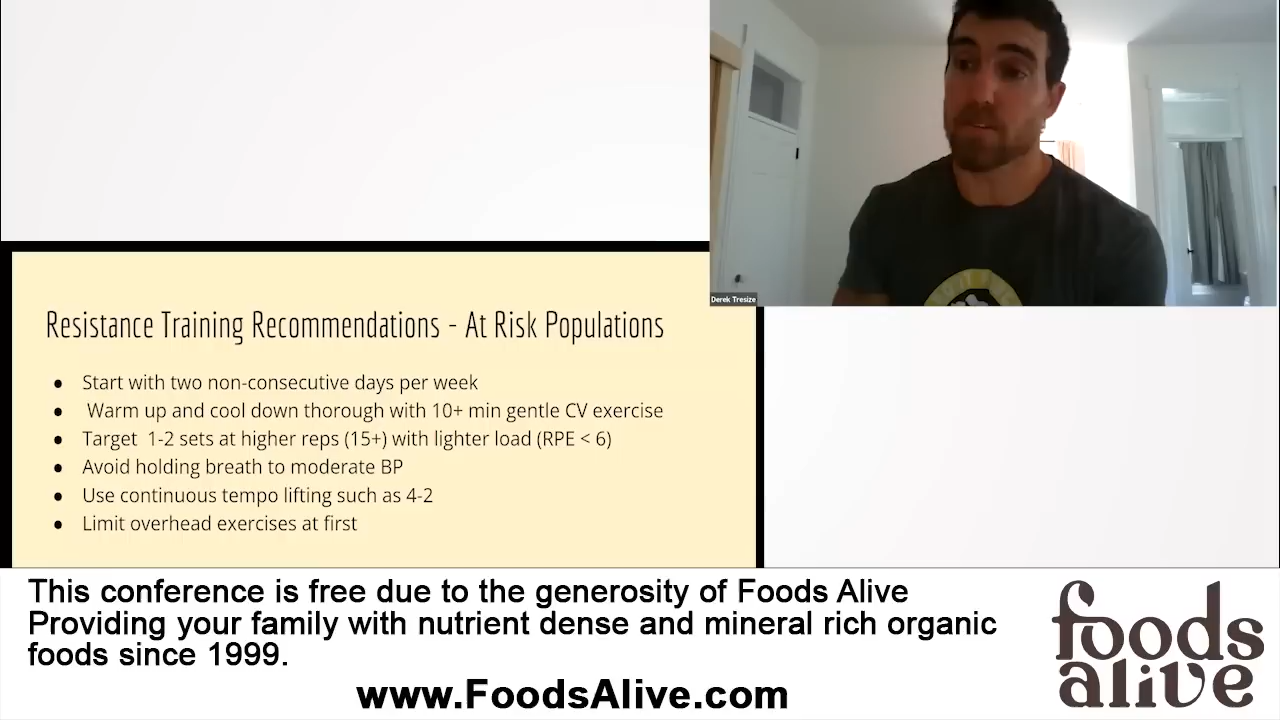 Derek Tresize
Resistance Training Recommendations - At Risk Populations
● Start with two non-consecutive days per week
● Warm up and cool down thorough with 10+ min gentle CV exercise
● Target 1-2 sets at higher reps (15+) with lighter load (RPE < 6)
● Avoid holding breath to moderate BP
● Use continuous tempo lifting such as 4-2
● Limit overhead exercises at first
This conference is free due to the generosity of Foods Alive
Providing your family with nutrient dense and mineral rich organic
foods since 1999.
www.FoodsAlive.com
foods
alive